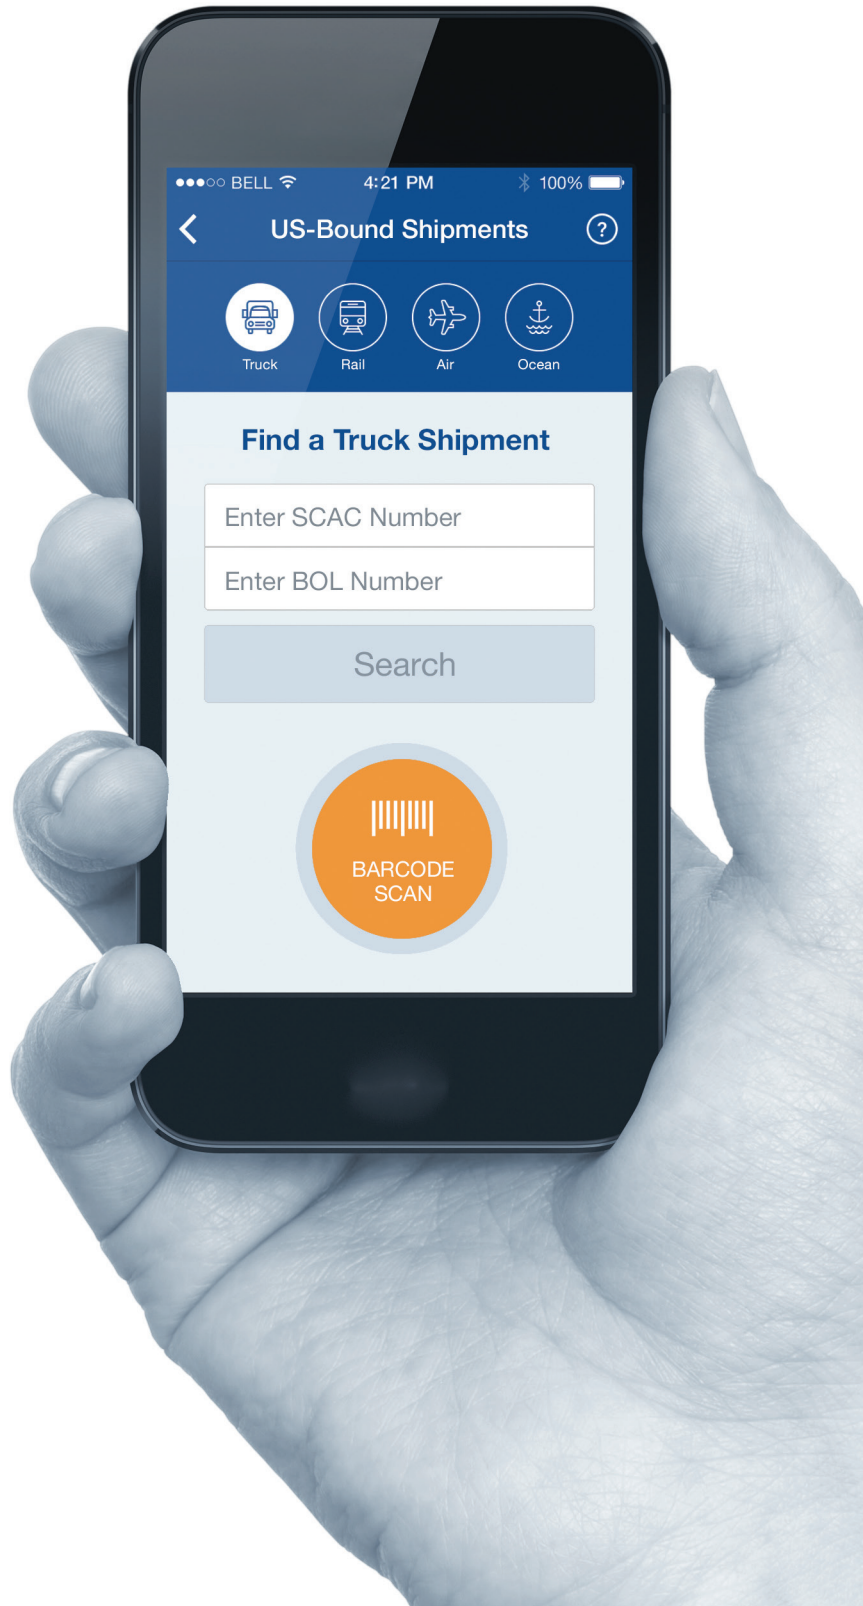 BELL 4:21 PM 100%
US-Bound Shipments ?
Truck Rail Air Ocean
Find a Truck Shipment
Enter SCAC Number
Enter BOL Number
Search
BARCODE
SCAN